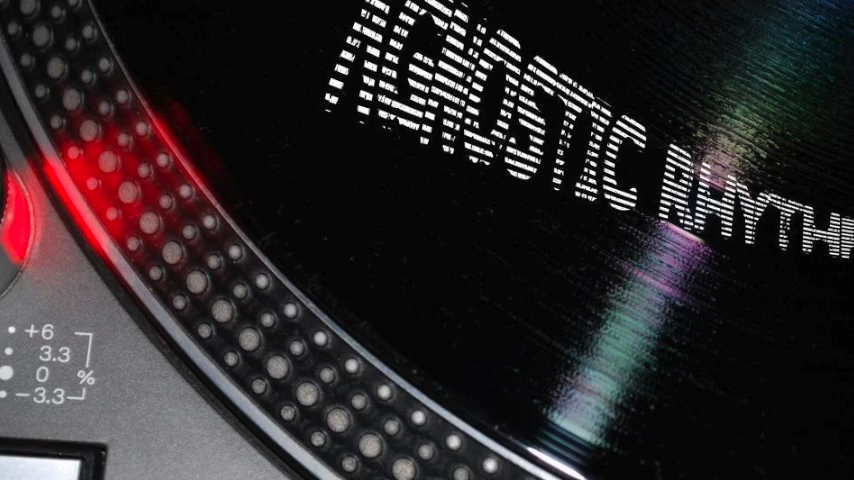 AGNOSTIC RHYTHM
+6
3.3
0 %
-3.3